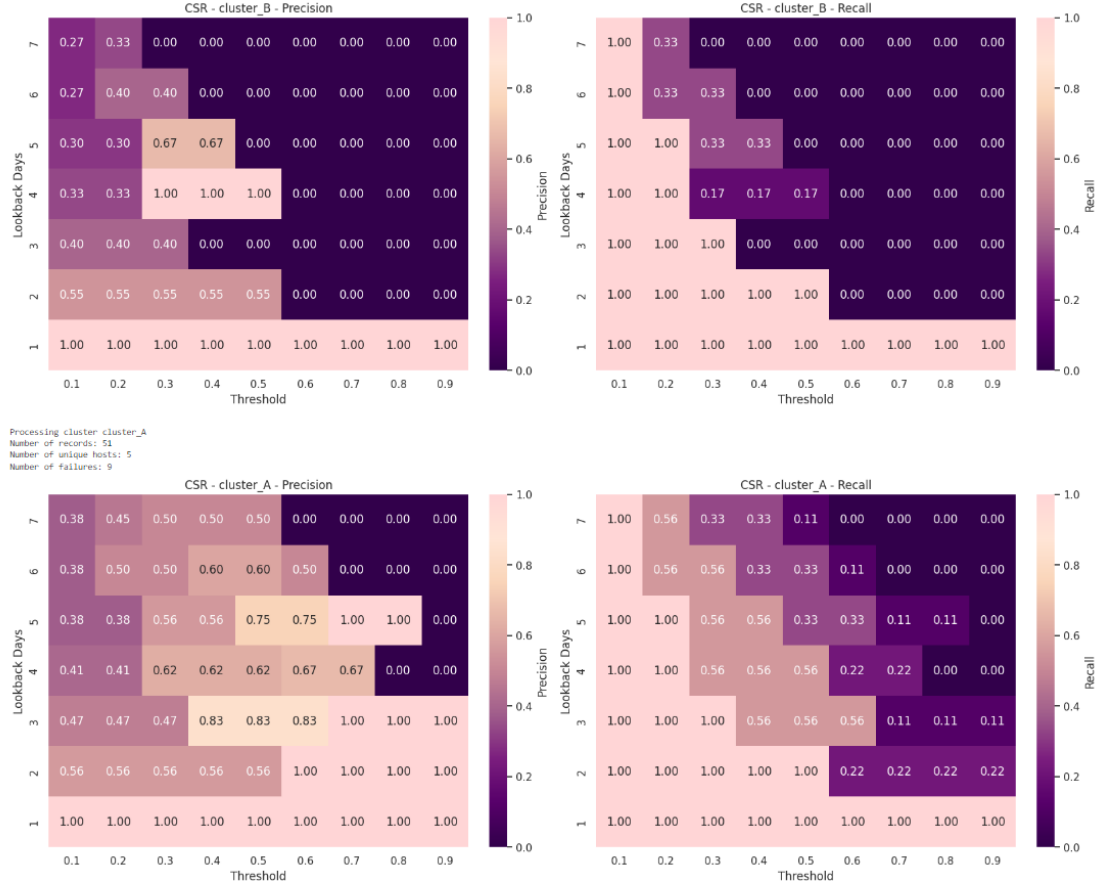 CSR - cluster_B - Precision
CSR - cluster_B - Recall
7 0.27 0.33 0.00 0.00 0.00 0.00 0.00 0.00 0.00
6 0.27 0.40 0.40 0.00 0.00 0.00 0.00 0.00 0.00
5 0.30 0.30 0.67 0.67 0.00 0.00 0.00 0.00 0.00
4 0.33 0.33 1.00 1.00 1.00 0.00 0.00 0.00 0.00
3 0.40 0.40 0.40 0.00 0.00 0.00 0.00 0.00 0.00
2 0.55 0.55 0.55 0.55 0.55 0.00 0.00 0.00 0.00
1 1.00 1.00 1.00 1.00 1.00 1.00 1.00 1.00 1.00
0.1 0.2 0.3 0.4 0.5 0.6 0.7 0.8 0.9
Threshold
Lookback Days
1.0
0.8
0.6
0.4
0.2
0.0
Precision
7 1.00 0.33 0.00 0.00 0.00 0.00 0.00 0.00 0.00
6 1.00 0.33 0.33 0.00 0.00 0.00 0.00 0.00 0.00
5 1.00 1.00 0.33 0.33 0.00 0.00 0.00 0.00 0.00
4 1.00 1.00 0.17 0.17 0.17 0.00 0.00 0.00 0.00
3 1.00 1.00 1.00 0.00 0.00 0.00 0.00 0.00 0.00
2 1.00 1.00 1.00 1.00 1.00 0.00 0.00 0.00 0.00
1 1.00 1.00 1.00 1.00 1.00 1.00 1.00 1.00 1.00
0.1 0.2 0.3 0.4 0.5 0.6 0.7 0.8 0.9
Threshold
Lookback Days
1.0
0.8
0.6
0.4
0.2
0.0
Recall
Processing cluster cluster_A
Number of records: 51
Number of unique hosts: 5
Number of failures: 9
CSR - cluster_A - Precision
CSR - cluster_A - Recall
7 0.38 0.45 0.50 0.50 0.50 0.00 0.00 0.00 0.00
6 0.38 0.50 0.50 0.60 0.60 0.50 0.00 0.00 0.00
5 0.38 0.38 0.56 0.56 0.75 0.75 1.00 1.00 0.00
4 0.41 0.41 0.62 0.62 0.62 0.67 0.67 0.00 0.00
3 0.47 0.47 0.47 0.83 0.83 0.83 1.00 1.00 1.00
2 0.56 0.56 0.56 0.56 0.56 1.00 1.00 1.00 1.00
1 1.00 1.00 1.00 1.00 1.00 1.00 1.00 1.00 1.00
0.1 0.2 0.3 0.4 0.5 0.6 0.7 0.8 0.9
Threshold
Lookback Days
1.0
0.8
0.6
0.4
0.2
0.0
Precision
7 1.00 0.56 0.33 0.33 0.11 0.00 0.00 0.00 0.00
6 1.00 0.56 0.56 0.33 0.33 0.11 0.00 0.00 0.00
5 1.00 1.00 0.56 0.56 0.33 0.33 0.11 0.11 0.00
4 1.00 1.00 0.56 0.56 0.56 0.22 0.22 0.00 0.00
3 1.00 1.00 1.00 0.56 0.56 0.56 0.11 0.11 0.11
2 1.00 1.00 1.00 1.00 1.00 0.22 0.22 0.22 0.22
1 1.00 1.00 1.00 1.00 1.00 1.00 1.00 1.00 1.00
0.1 0.2 0.3 0.4 0.5 0.6 0.7 0.8 0.9
Threshold
Lookback Days
1.0
0.8
0.6
0.4
0.2
0.0
Recall